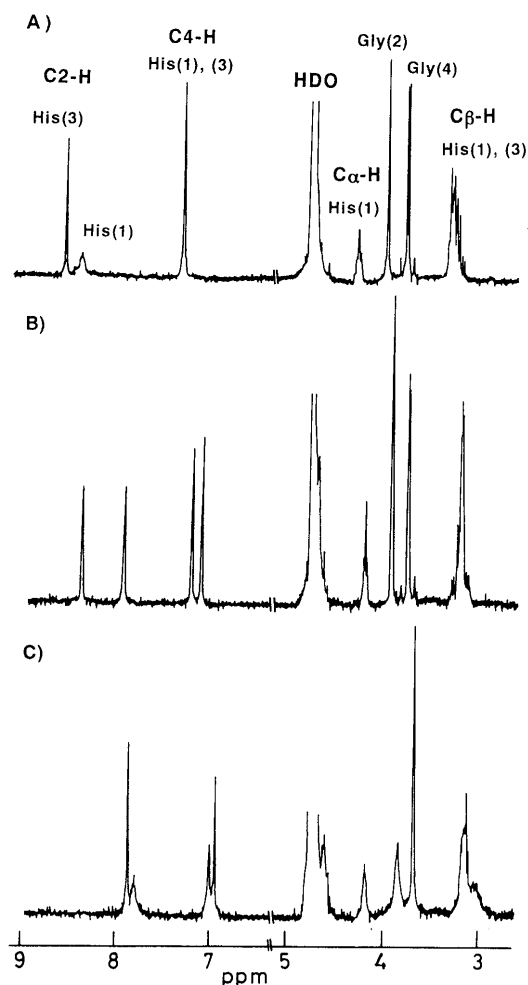 A)
C4-H
His(1), (3)
C2-H
His(3)
His(1)
HDO
Gly(2)
Gly(4)
Cβ-H
His(1), (3)
Cα-H
His(1)
B)
C)
9 8 7 5 4 3
ppm